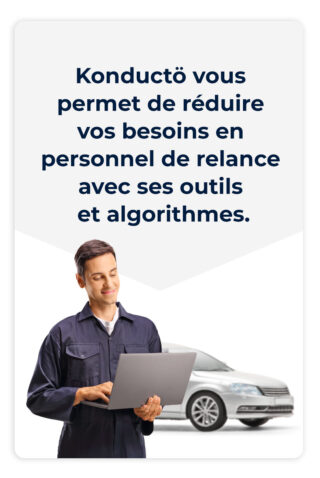 Konductö vous
permet de réduire
vos besoins en
personnel de relance
avec ses outils
et algorithmes.